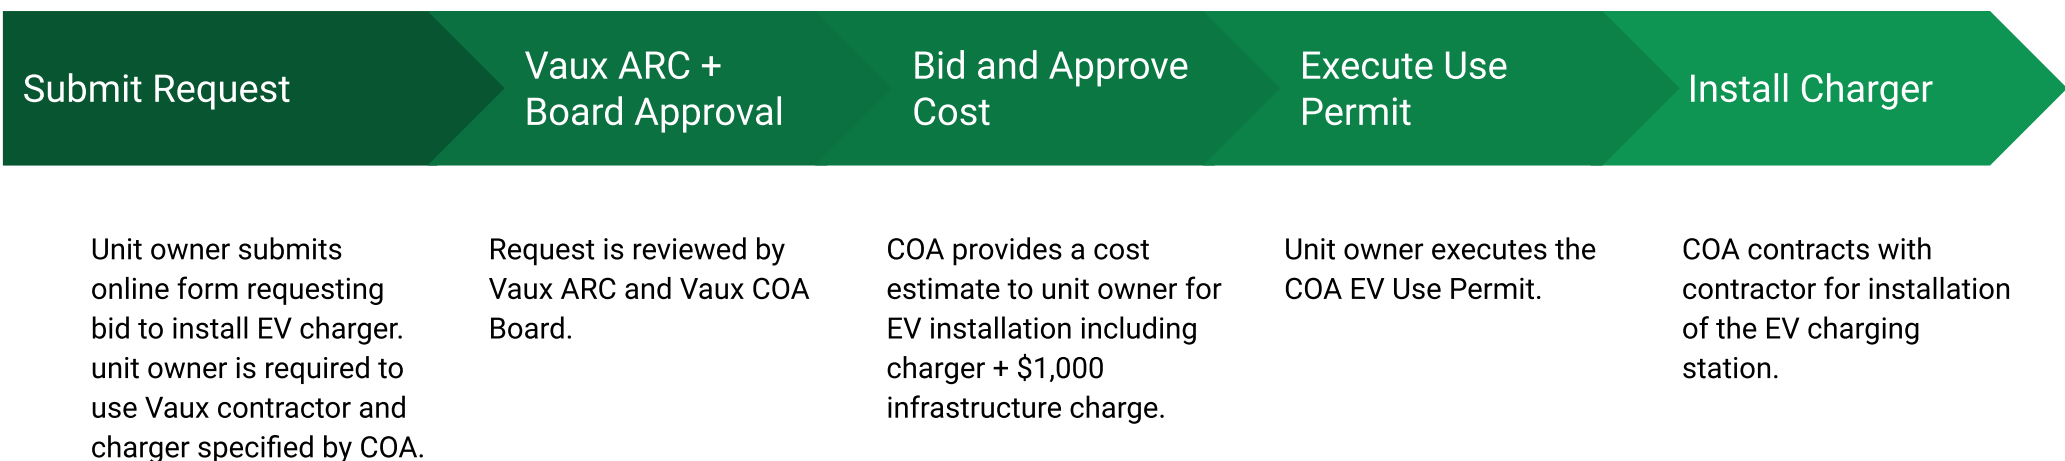 Submit Request
Vaux ARC +
Board Approval
Bid and Approve
Cost
Execute Use
Permit
Install Charger
Unit owner submits
online form requesting
bid to install EV charger.
unit owner is required to
use Vaux contractor and
charger specified by COA.
Request is reviewed by
Vaux ARC and Vaux COA
Board.
COA provides a cost
estimate to unit owner for
EV installation including
charger + $1,000
infrastructure charge.
Unit owner executes the
COA EV Use Permit.
COA contracts with
contractor for installation
of the EV charging
station.